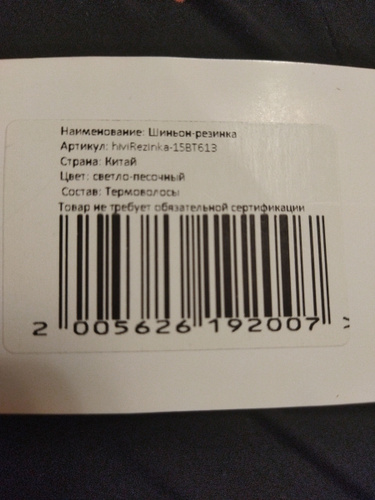 Наименование: Шиньон-резинка
Артикул: hiviRezinka-15BT613
Страна: Китай
Цвет: светло-песочный
Состав: Термоволосы
Товар не требует обязательной сертификации
2 005626 192007 >